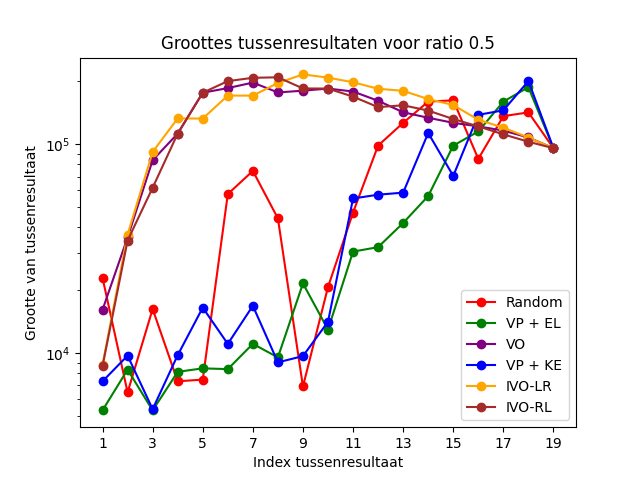 Groottes tussenresultaten voor ratio 0.5
Grootte van tussenresultaat
10^5
10^4
Random
VP + EL
VO
VP + KE
IVO-LR
IVO-RL
1 3 5 7 9 11 13 15 17 19
Index tussenresultaat